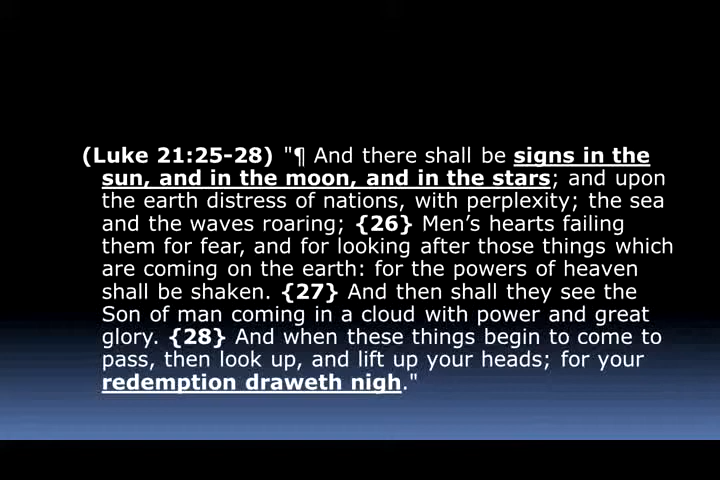 (Luke 21:25-28) "¶ And there shall be signs in the
sun, and in the moon, and in the stars; and upon
the earth distress of nations, with perplexity; the sea
and the waves roaring; {26} Men’s hearts failing
them for fear, and for looking after those things which
are coming on the earth: for the powers of heaven
shall be shaken. {27} And then shall they see the
Son of man coming in a cloud with power and great
glory. {28} And when these things begin to come to
pass, then look up, and lift up your heads; for your
redemption draweth nigh."